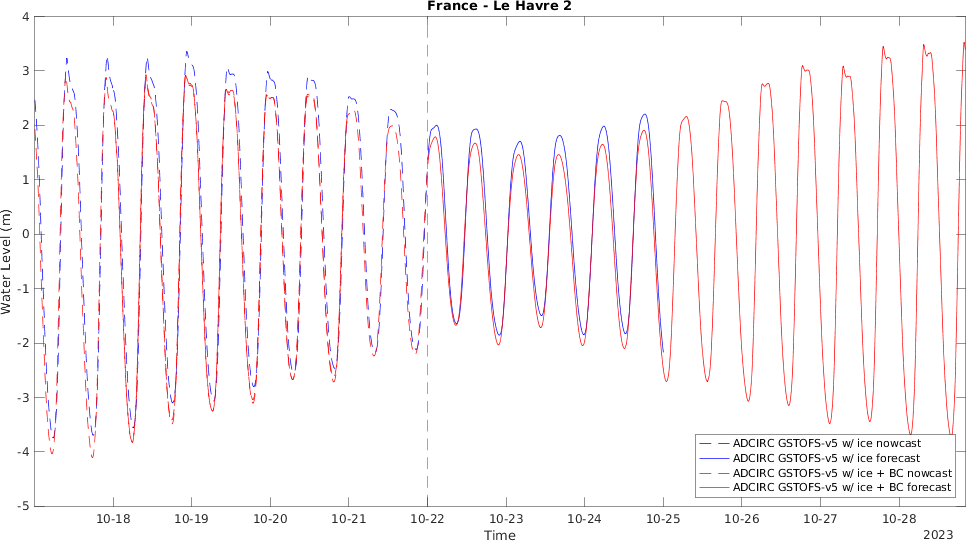 France - Le Havre 2
4
3
2
1
0
-1
-2
-3
-4
-5
Water Level (m)
ADCIRC GSTOFS-v5 w/ ice nowcast
ADCIRC GSTOFS-v5 w/ ice forecast
ADCIRC GSTOFS-v5 w/ ice + BC nowcast
ADCIRC GSTOFS-v5 w/ ice + BC forecast
10-18 10-19 10-20 10-21 10-22 10-23 10-24 10-25 10-26 10-27 10-28
Time
2023